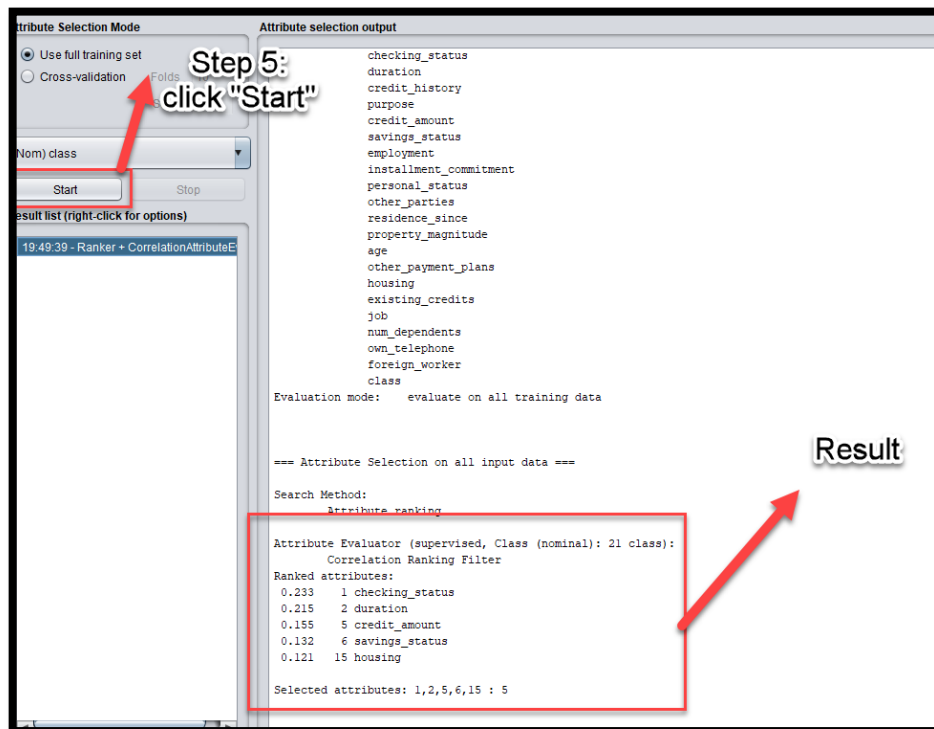 ttribute Selection Mode
Use full training set
Cross-validation Folds
Step 5:
click "Start"
Nom) class
Start Stop
esult list (right-click for options)
19:49:39 - Ranker + CorrelationAttributeE
Attribute selection output
checking_status
duration
credit_history
purpose
credit_amount
savings_status
employment
installment_commitment
personal_status
other_parties
residence_since
property_magnitude
age
other_payment_plans
housing
existing_credits
job
num_dependents
own_telephone
foreign_worker
class
Evaluation mode: evaluate on all training data
=== Attribute Selection on all input data ===
Search Method:
Attribute ranking.
Attribute Evaluator (supervised, Class (nominal): 21 class):
Correlation Ranking Filter
Ranked attributes:
0.233 1 checking_status
0.215 2 duration
0.155 5 credit_amount
0.132 6 savings_status
0.121 15 housing
Selected attributes: 1,2,5,6,15 : 5
Result